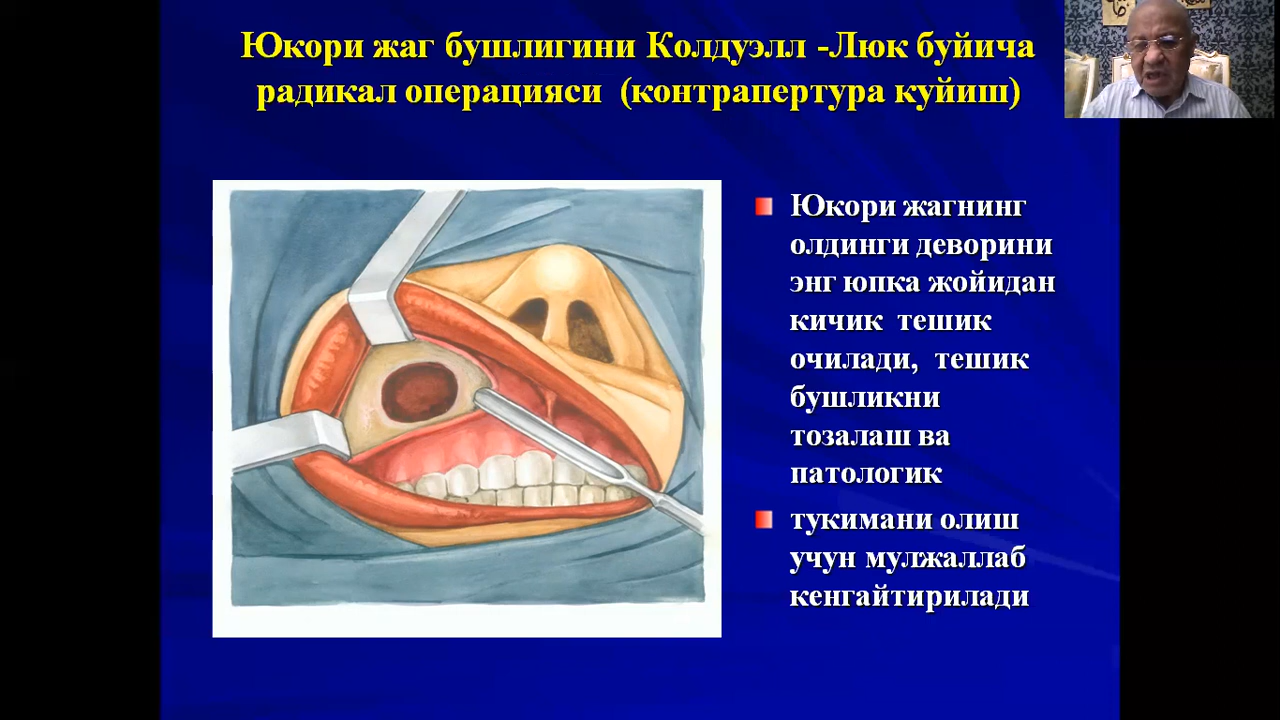 Юкори жаг бушлигини Колдуэлл -Люк буйича
радикал операцияси (контрапертура куйиш)
Юкори жагнинг
олдинги деворини
энг юпка жойидан
кичик тешик
очилади, тешик
бушликни
тозалаш ва
патологик
тукимани олиш
учун мулжаллаб
кенгайтирилади